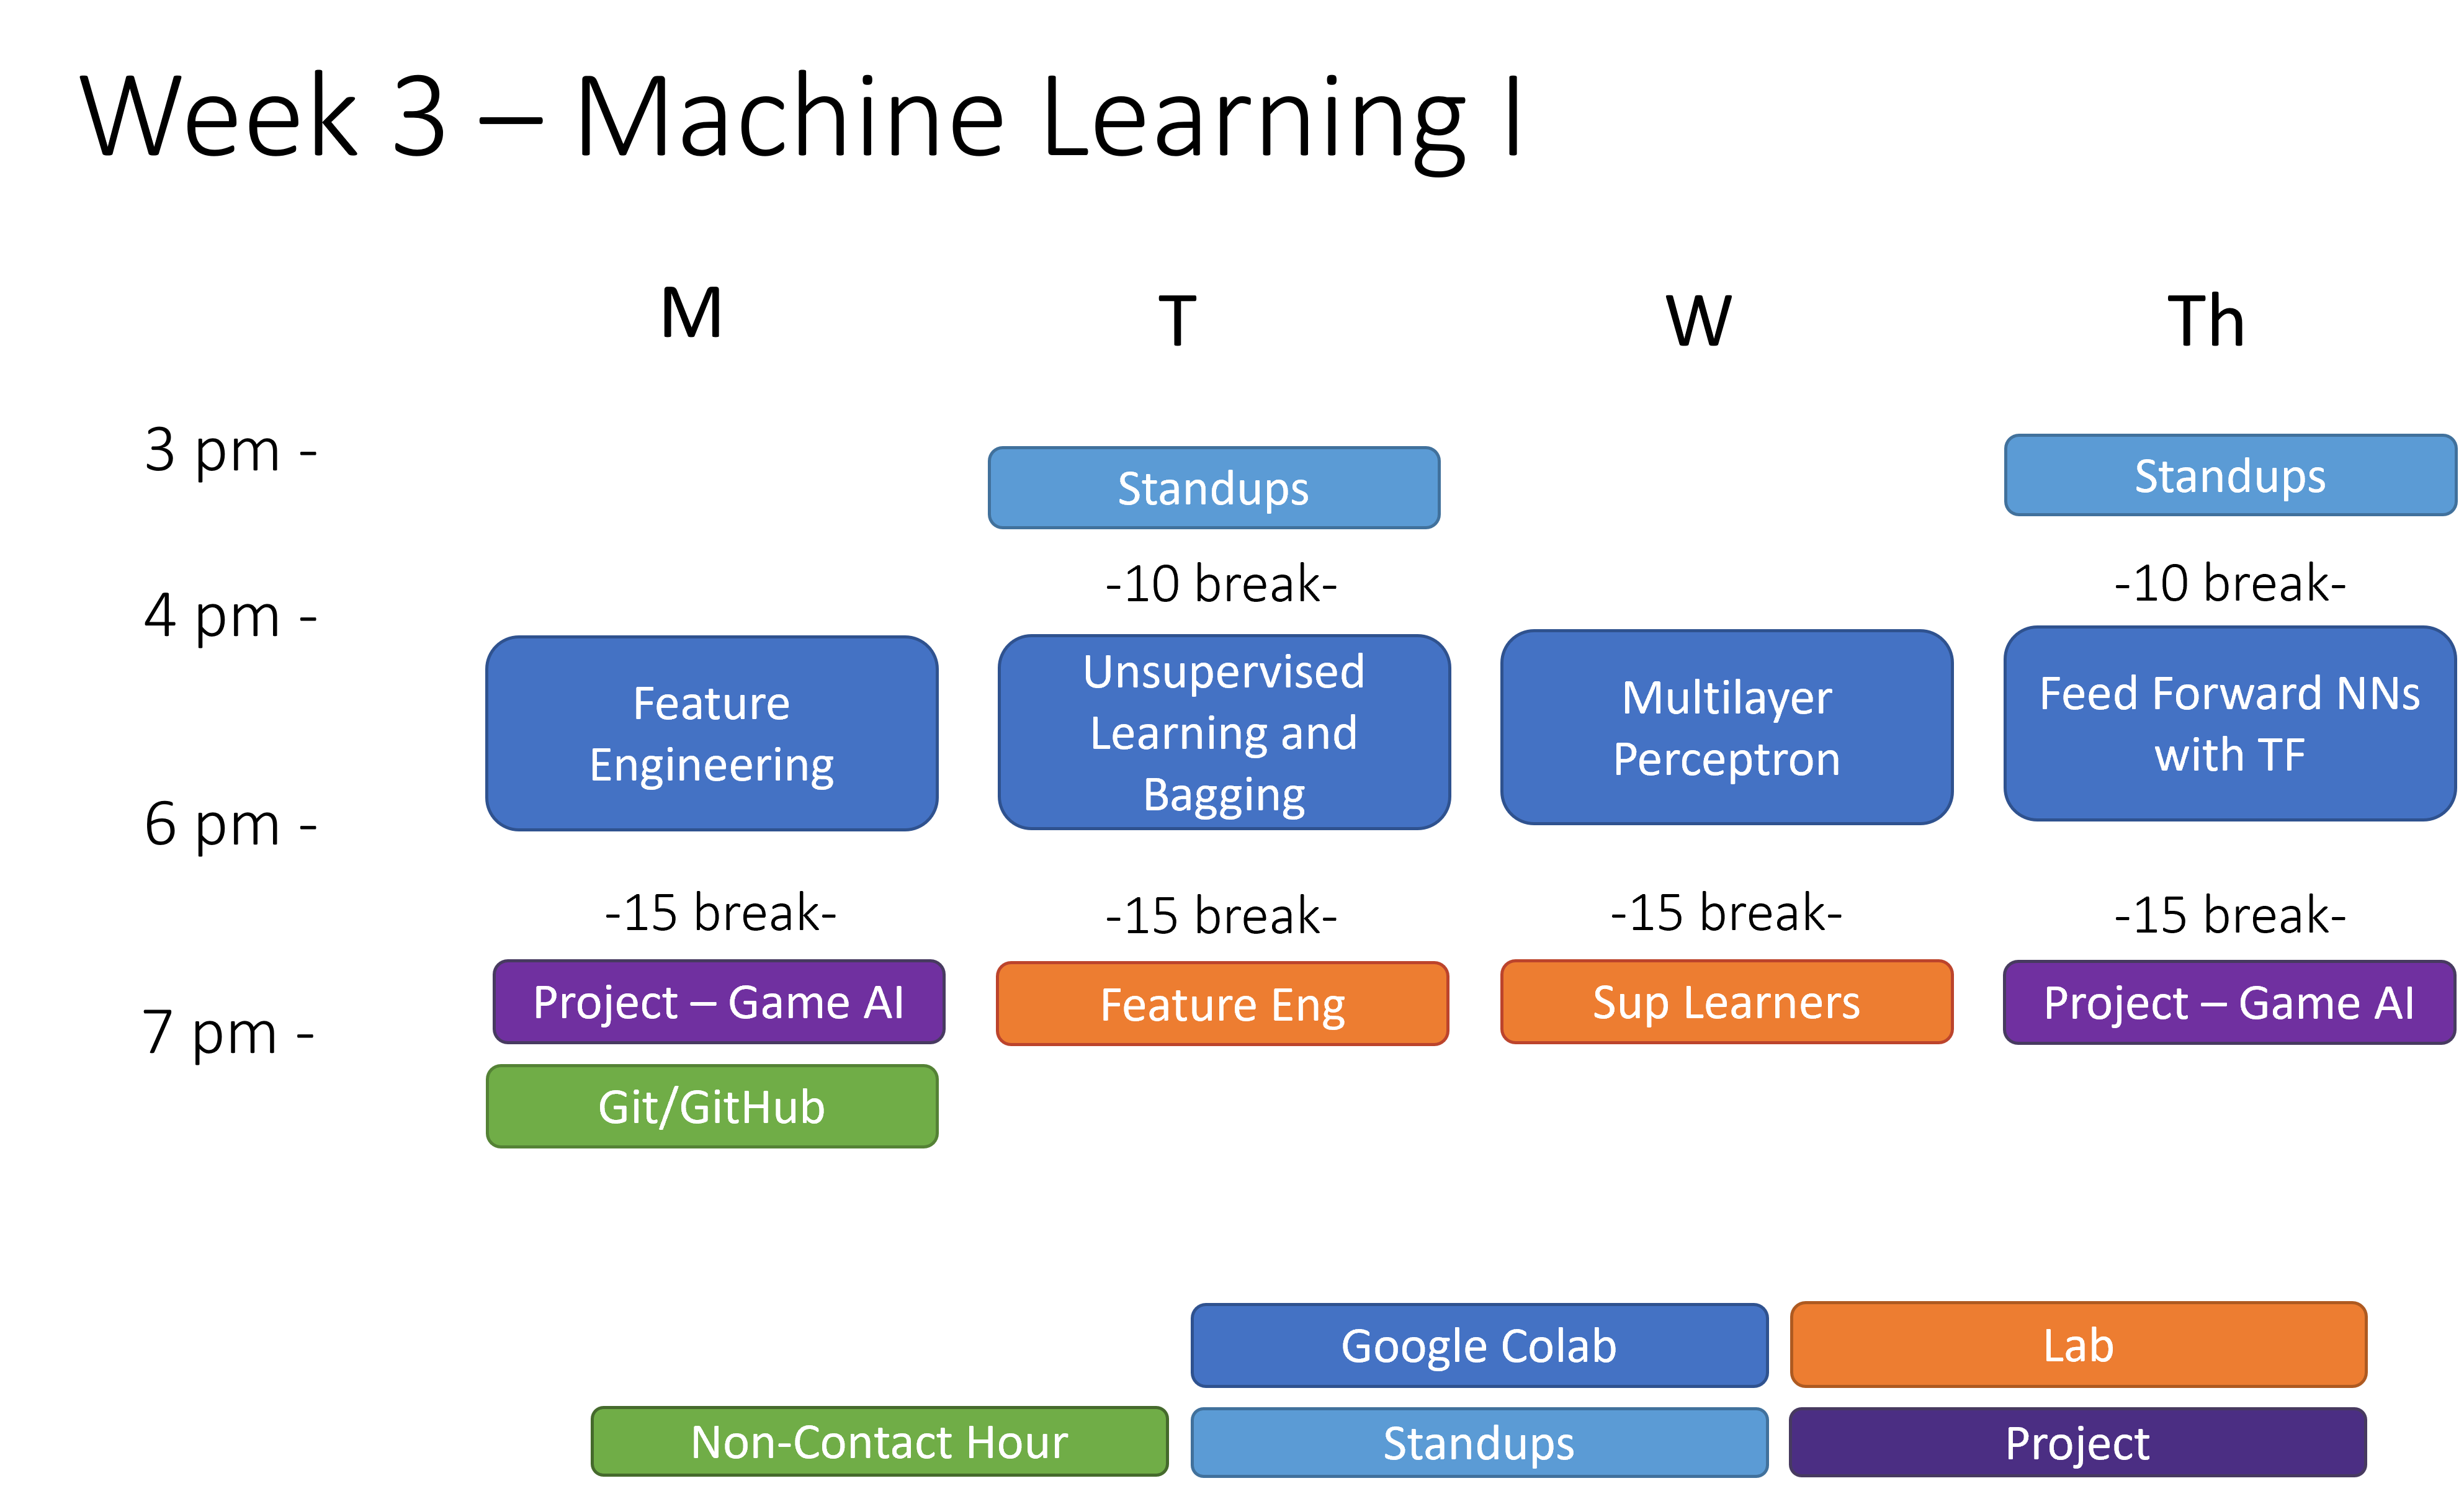 Week 3 – Machine Learning I
M
T
W
Th
3 pm -
Standups
Standups
-10 break-
-10 break-
4 pm -
Feature
Engineering
Unsupervised
Learning and
Bagging
Multilayer
Perceptron
Feed Forward NNs
with TF
6 pm -
-15 break-
-15 break-
-15 break-
-15 break-
Project – Game AI
Feature Eng
Sup Learners
Project – Game AI
7 pm -
Git/GitHub
Google Colab
Lab
Non-Contact Hour
Standups
Project